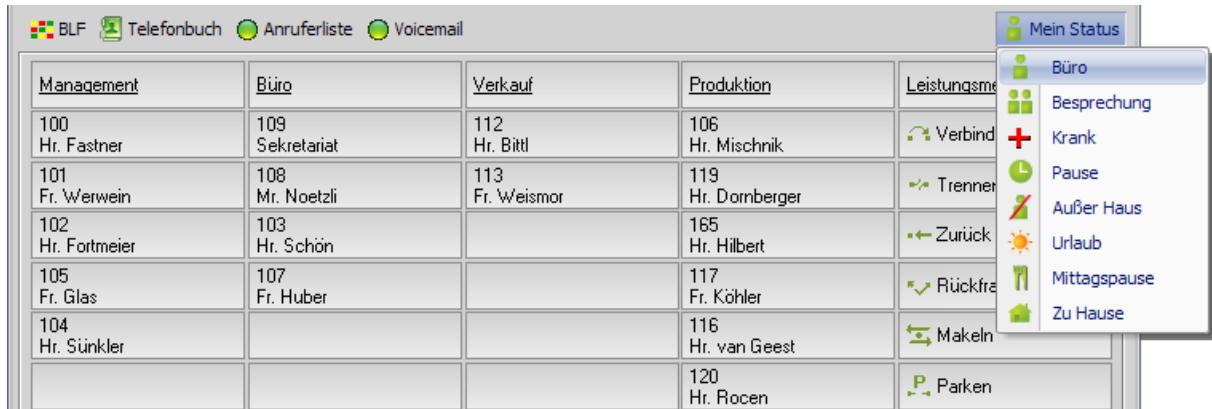 BLF Telefonbuch Anruferliste Voicemail Mein Status
Management Büro Verkauf Produktion
100 109 112 106
Hr. Fastner Sekretariat Hr. Bittl Hr. Mischnik
101 108 113 119 Trenner
Fr. Werwein Mr. Noetzli Fr. Weismor Hr. Dornberger
102 103 165 Zurück
Hr. Fortmeier Hr. Schön Hr. Hilbert
105 107 117
Fr. Glas Fr. Huber Fr. Köhler
104 116 Makeln
Hr. Sünkler Hr. van Geest
120 P Parken
Hr. Rocen
Büro
Besprechung
Krank
Pause
Außer Haus
Urlaub
Mittagspause
Zu Hause